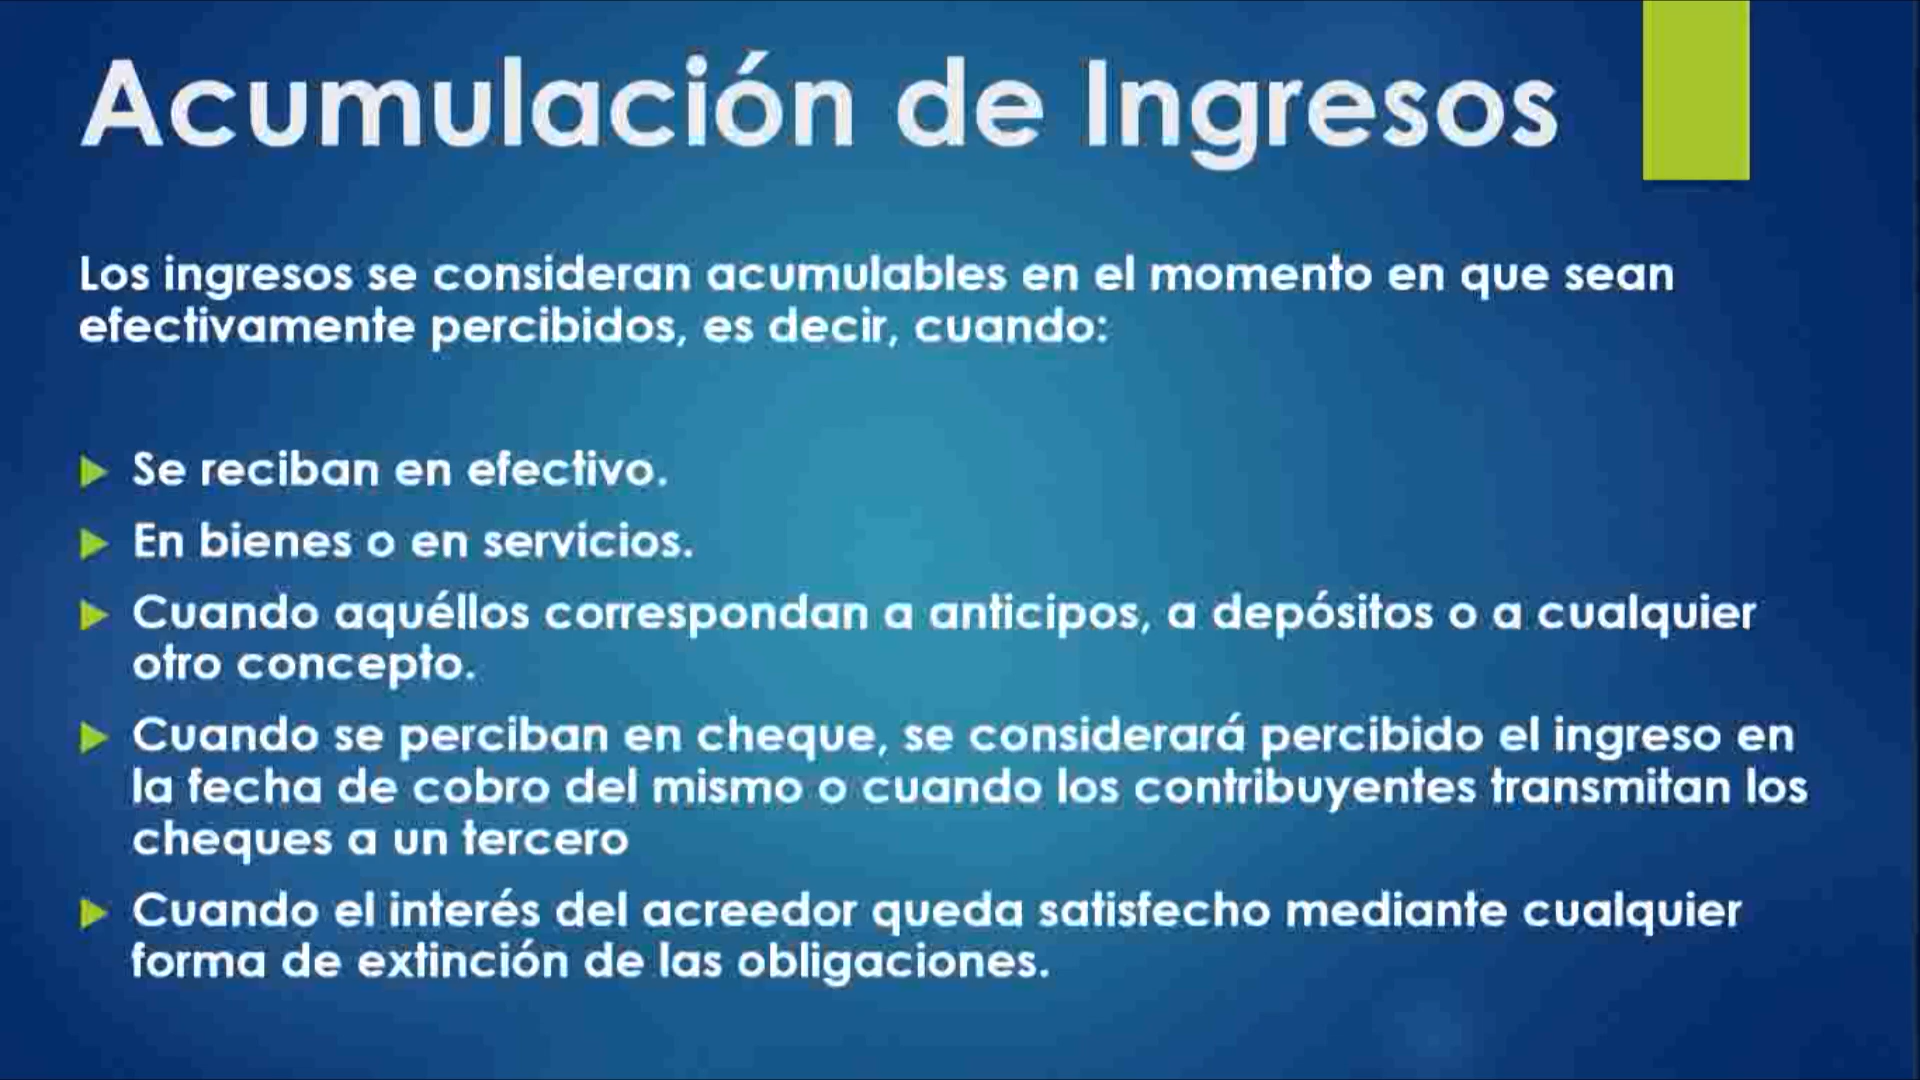 Acumulación de Ingresos
Los ingresos se consideran acumulables en el momento en que sean
efectivamente percibidos, es decir, cuando:
Se reciban en efectivo.
En bienes o en servicios.
Cuando aquéllos correspondan a anticipos, a depósitos o a cualquier
otro concepto.
Cuando se perciban en cheque, se considerará percibido el ingreso en
la fecha de cobro del mismo o cuando los contribuyentes transmitan los
cheques a un tercero
Cuando el interés del acreedor queda satisfecho mediante cualquier
forma de extinción de las obligaciones.